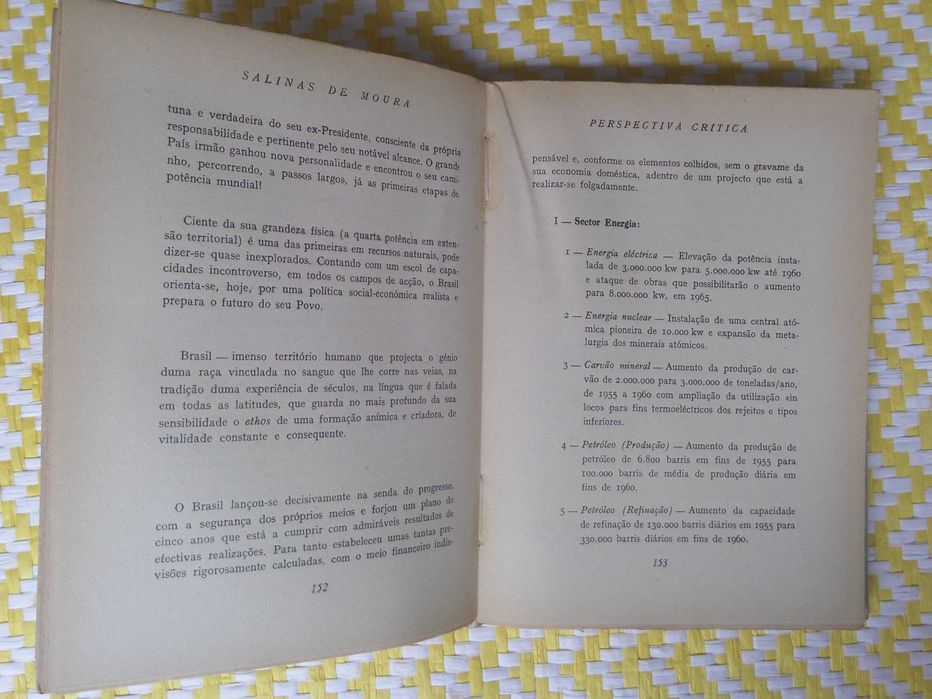 SALINAS DE MOURA
tuna e verdadeira do seu ex-Presidente, consciente da própria
responsabilidade e pertinente pelo seu notável alcance. O grande
País irmão ganhou nova personalidade e encontrou o seu cami-
nho, percorrendo, a passos largos, já as primeiras etapas de
potência mundial!
Ciente da sua grandeza física (a quarta potência em exten-
são territorial) é uma das primeiras em recursos naturais, pode
dizer-se quase inexplorados. Contando com um escol de capa-
cidades incontroverso, em todos os campos de acção, o Brasil
orienta-se, hoje, por uma política social-económica realista e
prepara o futuro do seu Povo.
Brasil — imenso território humano que projecta o génio
duma raça vinculada no sangue que lhe corre nas veias, na
tradição duma experiência de séculos, na língua que é falada
em todas as latitudes, que guarda no mais profundo da sua
sensibilidade o ethos de uma formação anímica e criadora, de
vitalidade constante e consequente.
O Brasil lançou-se decisivamente na senda do progresso,
com a segurança dos próprios meios e forjou um plano de
cinco anos que está a cumprir com admiráveis resultados de
efectivas realizações. Para tanto estabeleceu umas tantas pre-
visões rigorosamente calculadas, com o meio financeiro indis-
152
PERSPECTIVA CRÍTICA
pensável e, conforme os elementos colhidos, sem o gravame da
sua economia doméstica, adentro de um projecto que está a
realizar-se folgadamente.
I — Sector Energia:
1 — Energia eléctrica — Elevação da potência insta-
lada de 3.000.000 kw para 5.000.000 kw até 1960
e ataque de obras que possibilitarão o aumento
para 8.000.000 kw, em 1965.
2 — Energia nuclear — Instalação de uma central ató-
mica pioneira de 10.000 kw e expansão da meta-
lurgia dos minerais atómicos.
3 — Carvão mineral — Aumento da produção de car-
vão de 2.000.000 para 3.000.000 de toneladas/ano,
de 1955 a 1960 com ampliação da utilização «in
loco» para fins termoeléctricos dos rejeitos e tipos
inferiores.
4 — Petróleo (Produção) — Aumento da produção de
petróleo de 6.800 barris em fins de 1955 para
100.000 barris de média de produção diária em
fins de 1960.
5 — Petróleo (Refinação) — Aumento da capacidade
de refinação de 130.000 barris diários em 1955 para
330.000 barris diários em fins de 1960.
153